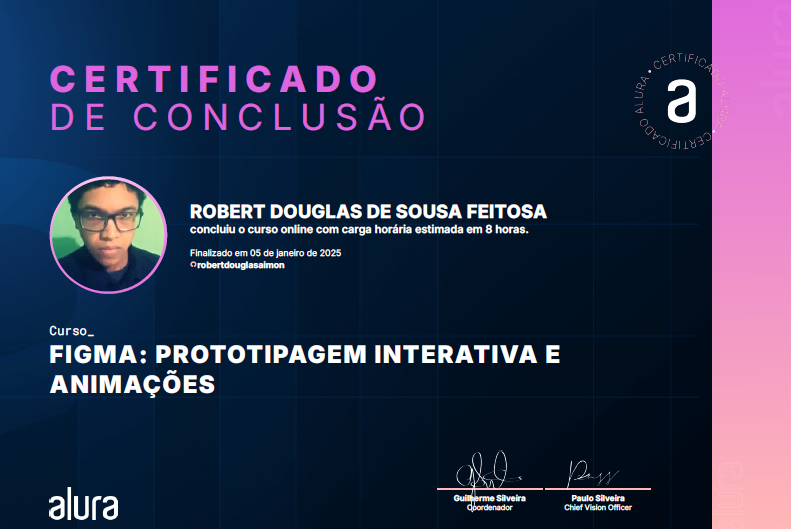 CERTIFICADO
DE CONCLUSÃO
CERTIFICADO ALURA • CERTIFICADO ALURA •
a
ROBERT DOUGLAS DE SOUSA FEITOSA
concluiu o curso online com carga horária estimada em 8 horas.
Finalizado em 05 de janeiro de 2025
robertdouglasaimon
Curso_
FIGMA: PROTOTIPAGEM INTERATIVA E
ANIMAÇÕES
Guilherme Silveira
Coordenador
Paulo Silveira
Chief Vision Officer
alura
alura